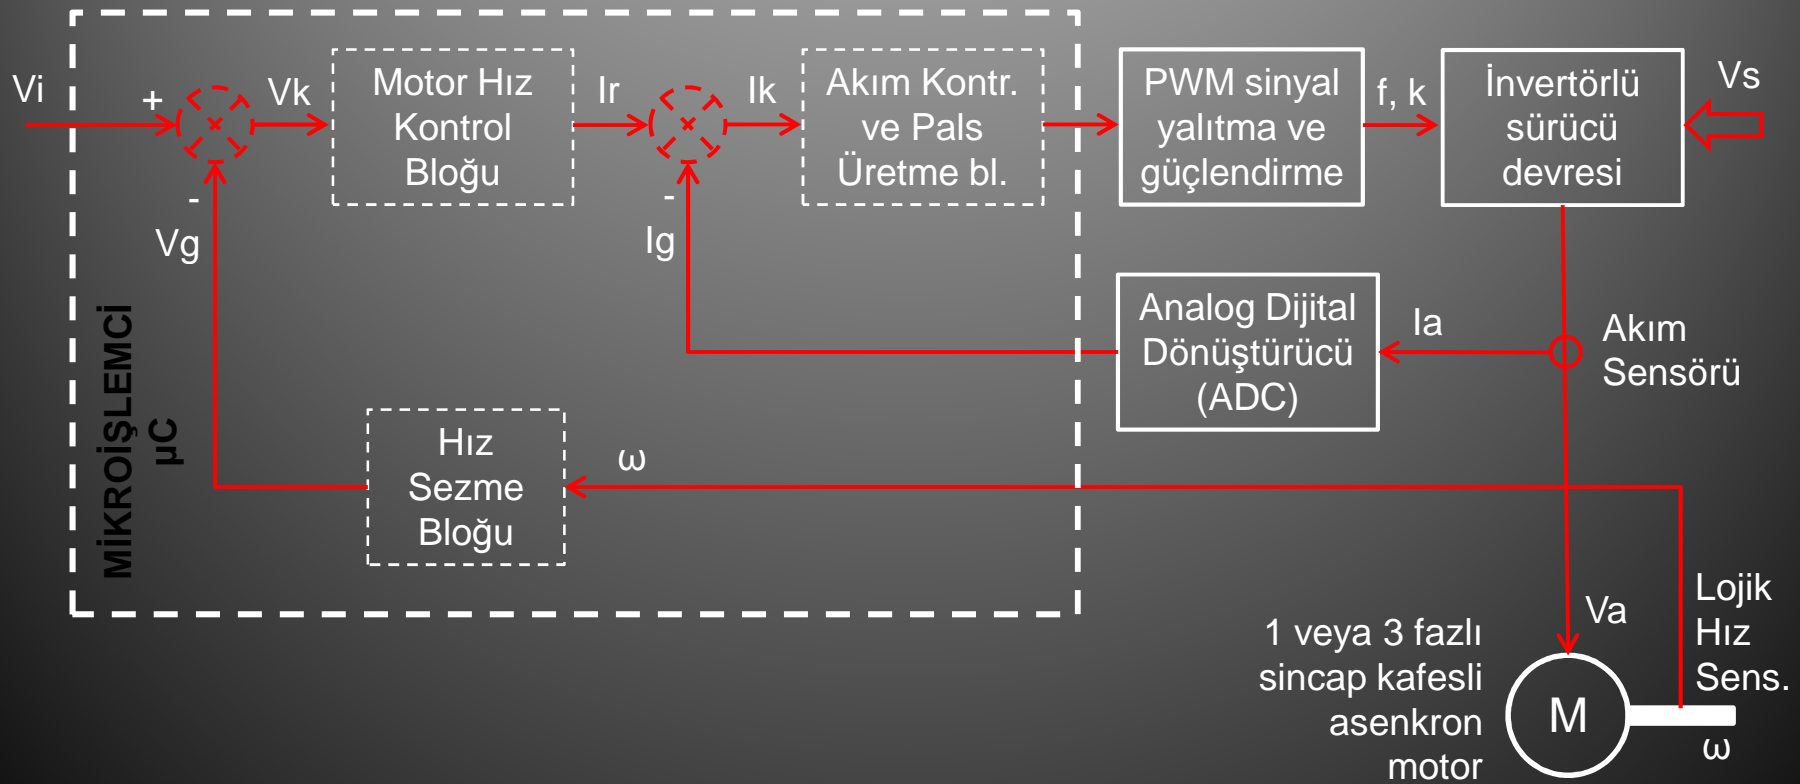 Vi
+
-
Vk
Motor Hız
Kontrol
Bloğu
Ir
-
Ik
Akım Kontr.
ve Pals
Üretme bl.
PWM sinyal
yalıtma ve
güçlendirme
f, k
İnvertörlü
sürücü
devresi
Vs
Vg
Ig
Analog Dijital
Dönüştürücü
(ADC)
Ia
Akım
Sensörü
MİKROİŞLEMCİ
µC
Hız
Sezme
Bloğu
ω
1 veya 3 fazlı
sincap kafesli
asenkron
motor
Va
M
Lojik
Hız
Sens.
ω